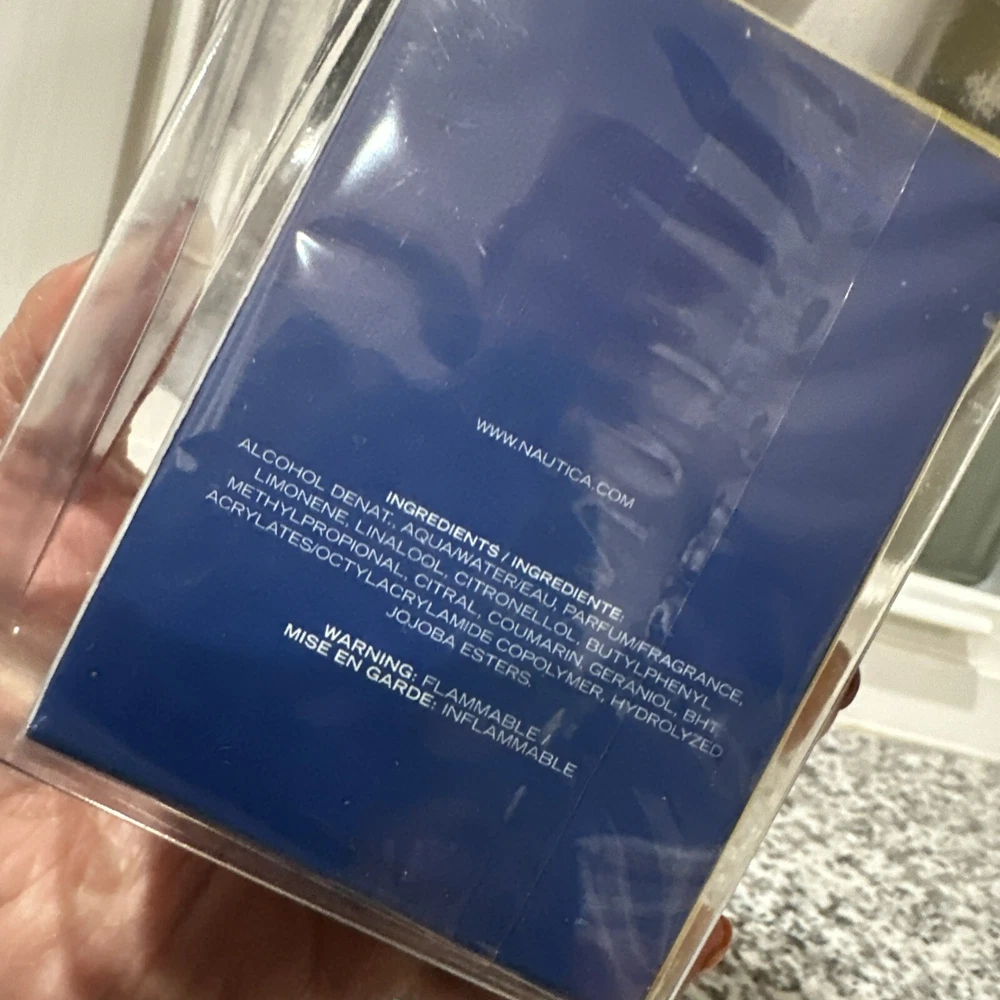 WWW.NAUTICA.COM
INGREDIENTS / INGREDIENTE:
ALCOHOL DENAT., AQUA/WATER/EAU, PARFUM/FRAGRANCE,
LIMONENE, LINALOOL, CITRONELLOL, BUTYLPHENYL
METHYLPROPIONAL, CITRAL, COUMARIN, GERANIOL, BHT,
ACRYLATES/OCTYLACRYLAMIDE COPOLYMER, HYDROLYZED
JOJOBA ESTERS.
WARNING: FLAMMABLE /
MISE EN GARDE: INFLAMMABLE